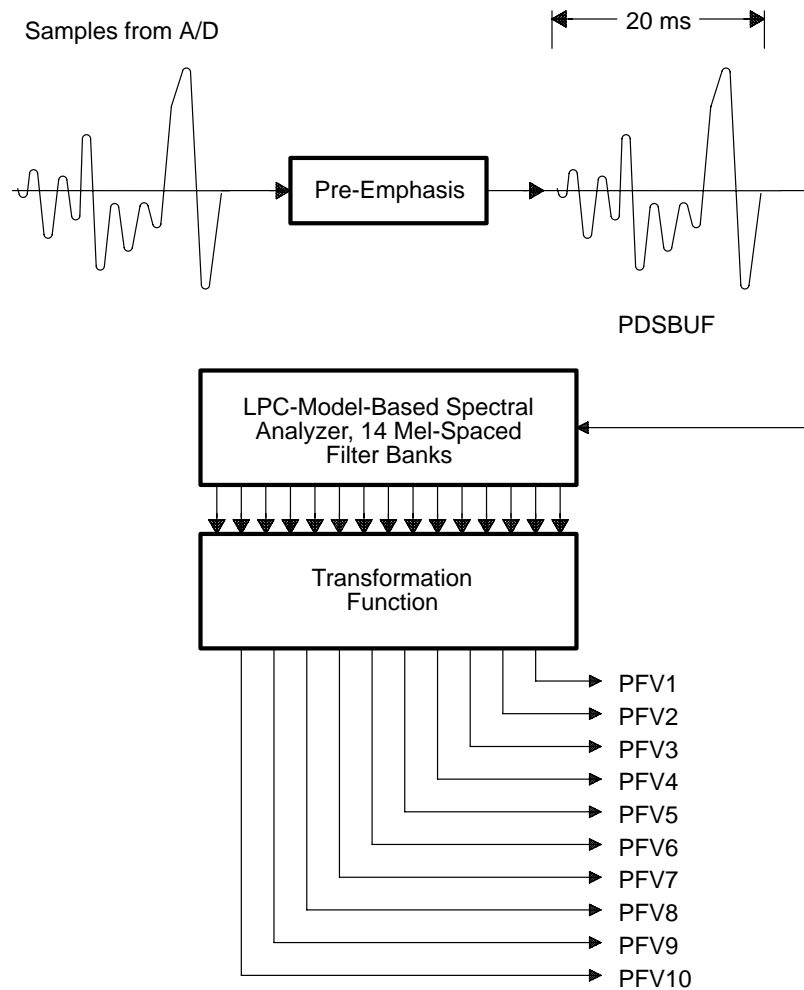 Samples from A/D
20 ms
Pre-Emphasis
PDSBUF
LPC-Model-Based Spectral
Analyzer, 14 Mel-Spaced
Filter Banks
Transformation
Function
PFV1
PFV2
PFV3
PFV4
PFV5
PFV6
PFV7
PFV8
PFV9
PFV10